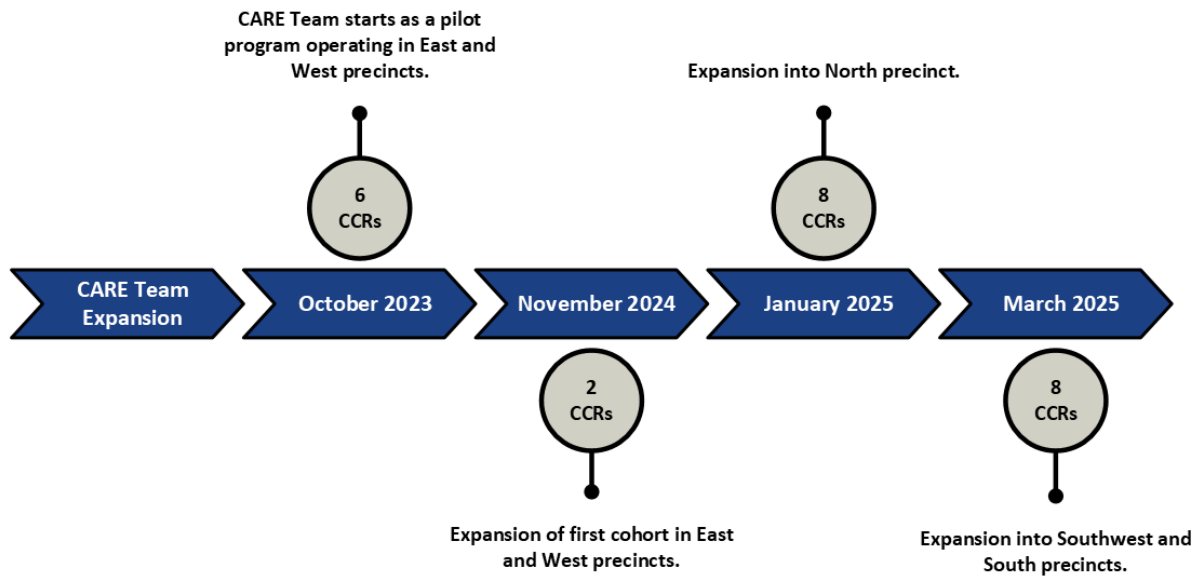 CARE Team starts as a pilot
program operating in East and
West precincts.
Expansion into North precinct.
6
CCRs
8
CCRs
CARE Team
Expansion
October 2023
November 2024
January 2025
March 2025
2
CCRs
8
CCRs
Expansion of first cohort in East
and West precincts.
Expansion into Southwest and
South precincts.